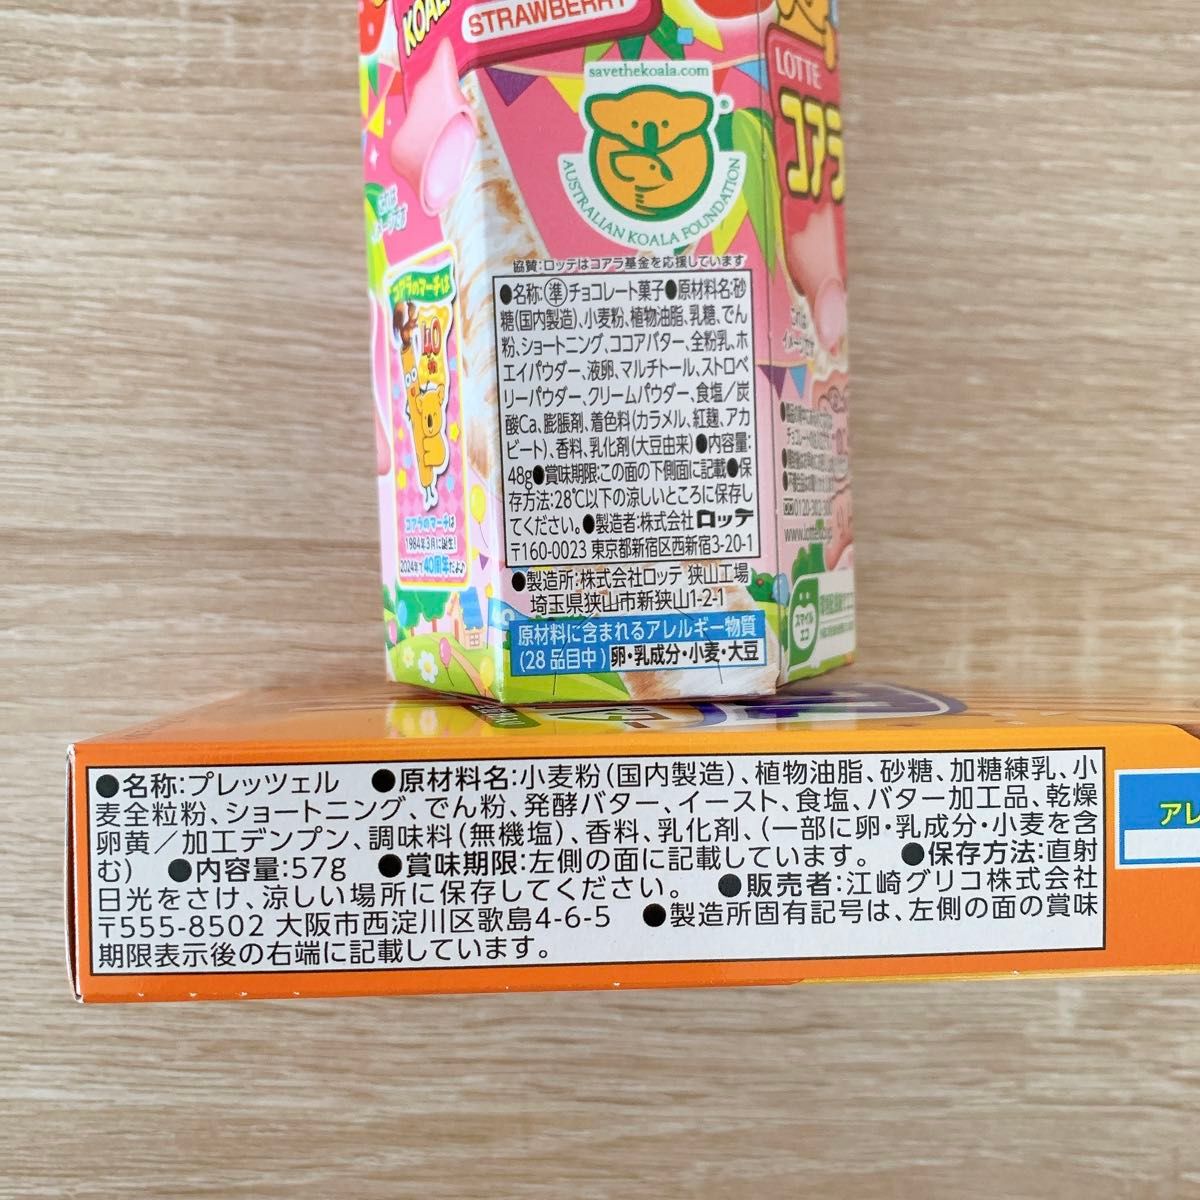 KOALA
STRAWBERRY
LOTTE
コアラ
savethekoala.com
AUSTRALIAN KOALA FOUNDATION
協賛:ロッテはコアラ基金を応援しています
●名称:準チョコレート菓子●原材料名:砂
糖(国内製造)、小麦粉、植物油脂、乳糖、でん
粉、ショートニング、ココアバター、全粉乳、ホ
エイパウダー、液卵、マルチトール、ストロベ
リーパウダー、クリームパウダー、食塩/炭
酸Ca、膨脹剤、着色料(カラメル、紅麹、アカ
ビート)、香料、乳化剤(大豆由来)●内容量:
48g●賞味期限:この面の下側面に記載●保
存方法:28℃以下の涼しいところに保存し
てください。●製造者:株式会社ロッテ
〒160-0023 東京都新宿区西新宿3-20-1
●製造所:株式会社ロッテ 狭山工場
埼玉県狭山市新狭山1-2-1
原材料に含まれるアレルギー物質
(28品目中) 卵・乳成分・小麦・大豆
コアラのマーチは
40
コアラのマーチは
1984年3月に誕生!
2024年で40周年だよ♪
スマイル
エコ
●名称:プレッツェル ●原材料名:小麦粉(国内製造)、植物油脂、砂糖、加糖練乳、小
麦全粒粉、ショートニング、でん粉、発酵バター、イースト、食塩、バター加工品、乾燥
卵黄/加工デンプン、調味料(無機塩)、香料、乳化剤、(一部に卵・乳成分・小麦を含
む) ●内容量:57g ●賞味期限:左側の面に記載しています。 ●保存方法:直射
日光をさけ、涼しい場所に保存してください。 ●販売者:江崎グリコ株式会社
〒555-8502 大阪市西淀川区歌島4-6-5 ●製造所固有記号は、左側の面の賞味
期限表示後の右端に記載しています。
アレ